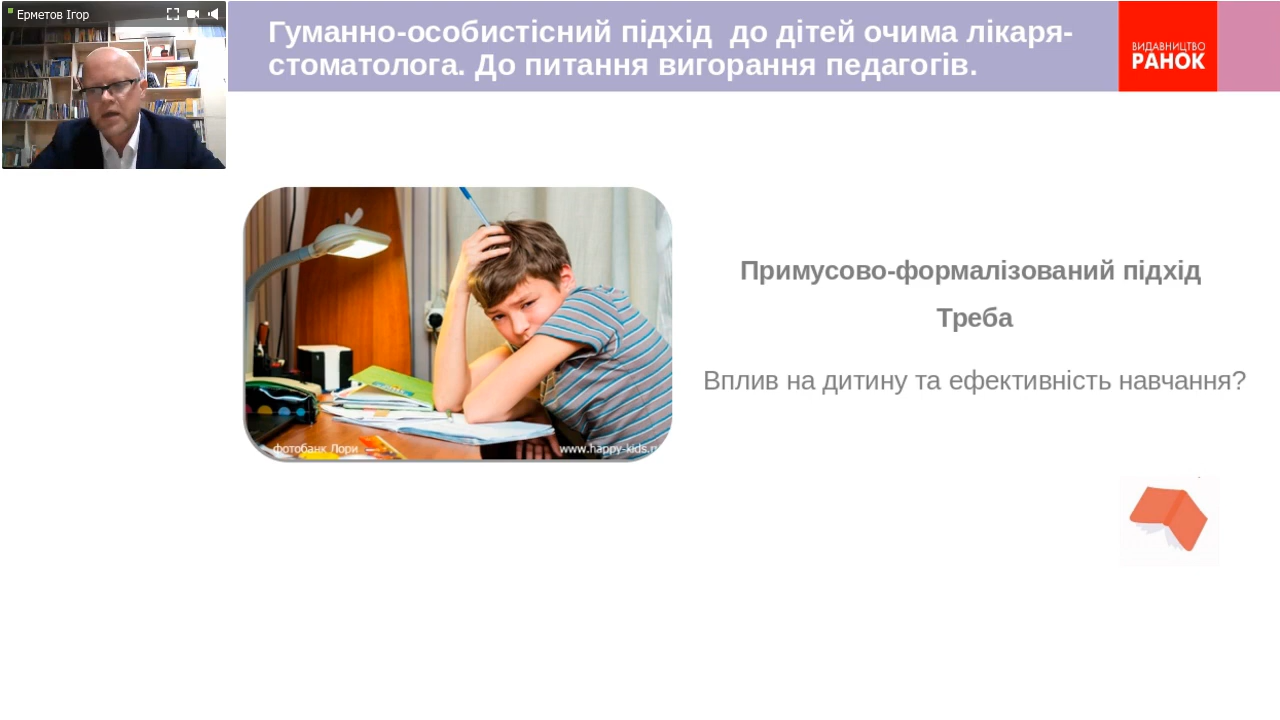 Ерметов Ігор
Гуманно-особистісний підхід до дітей очима лікаря-
стоматолога. До питання вигорання педагогів.
ВИДАВНИЦТВО
РАНОК
Примусово-формалізований підхід
Треба
Вплив на дитину та ефективність навчання?
фотобанк Лори
www.happy-kids.ru